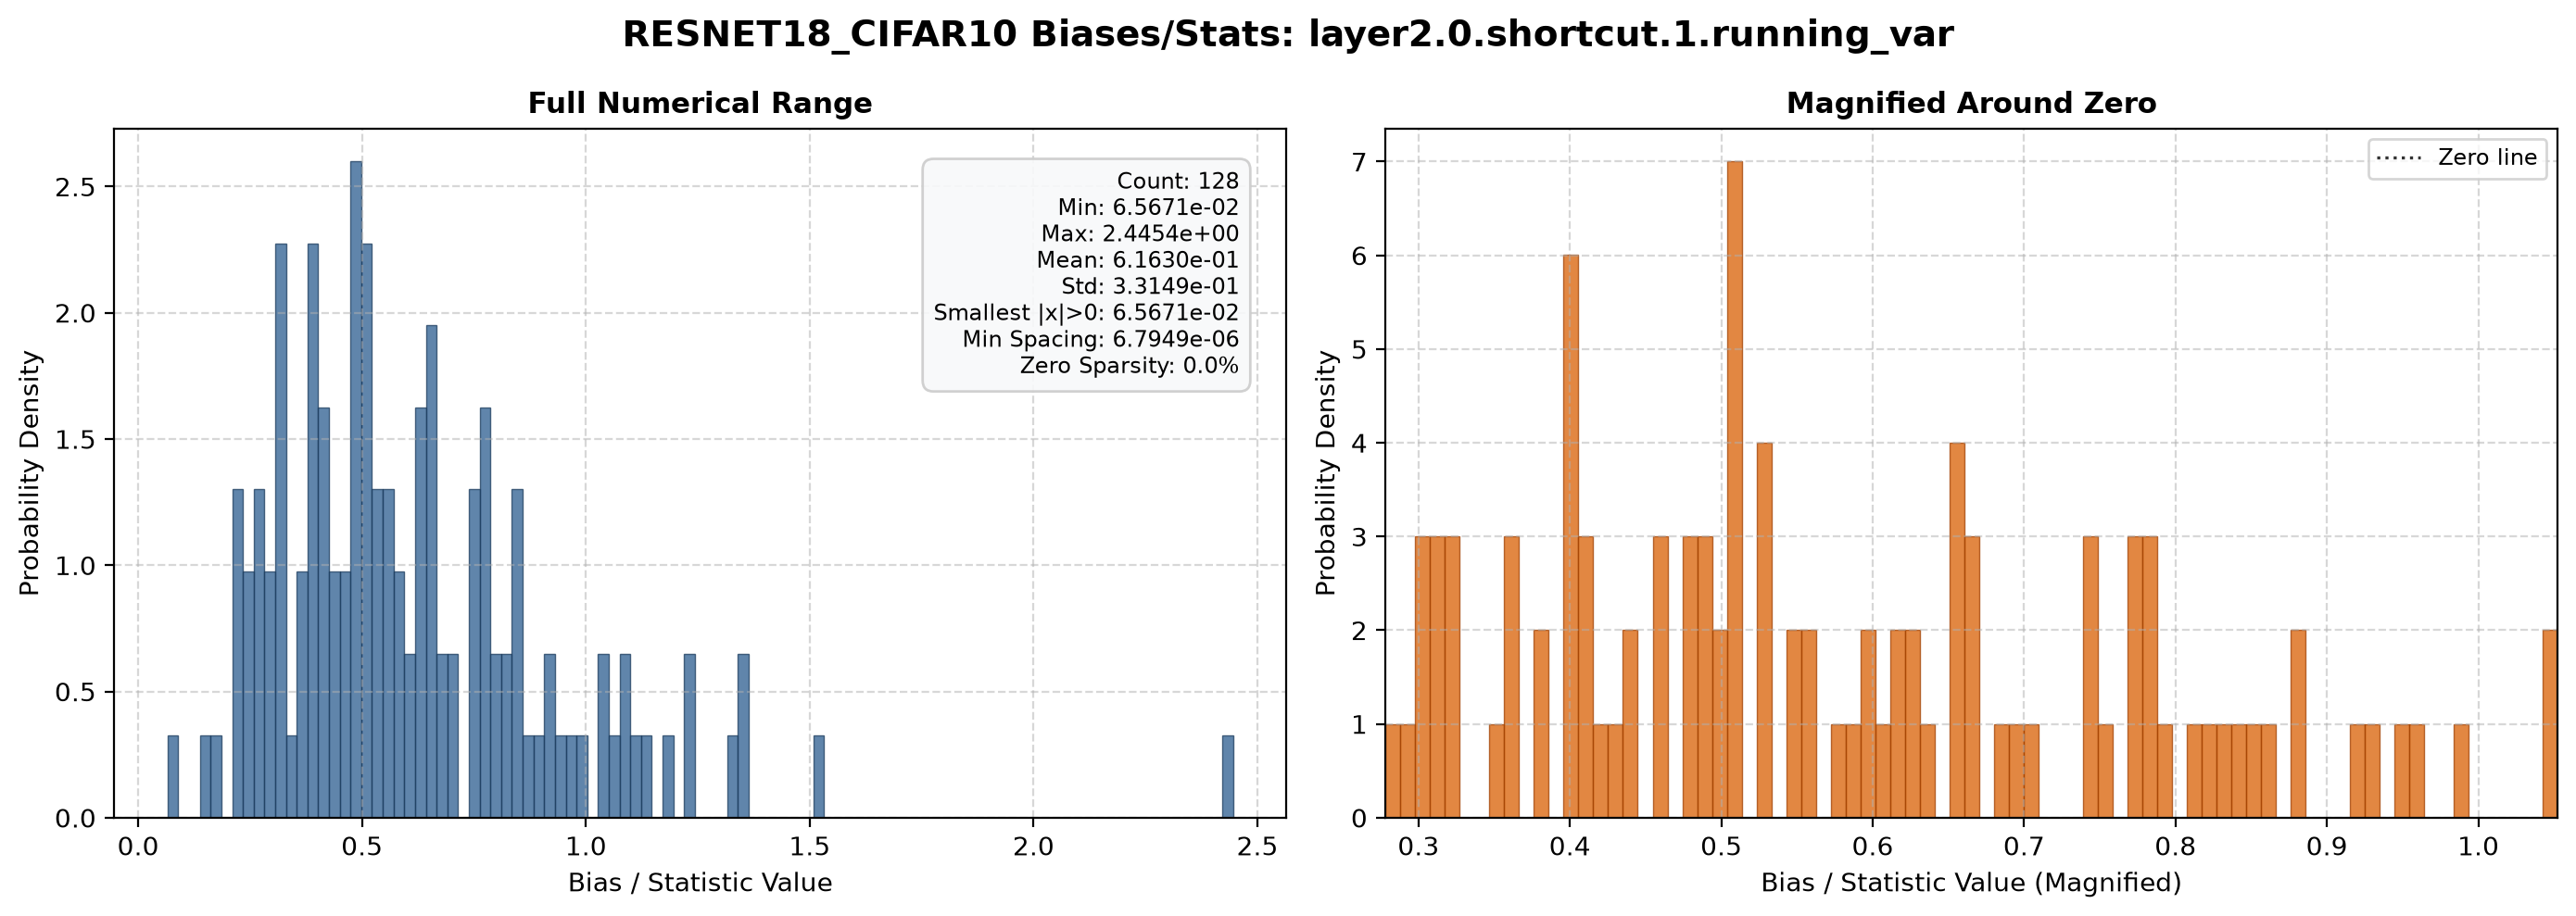 RESNET18_CIFAR10 Biases/Stats: layer2.0.shortcut.1.running_var
Full Numerical Range
Probability Density
2.5
2.0
1.5
1.0
0.5
0.0
Count: 128
Min: 6.5671e-02
Max: 2.4454e+00
Mean: 6.1630e-01
Std: 3.3149e-01
Smallest |x|>0: 6.5671e-02
Min Spacing: 6.7949e-06
Zero Sparsity: 0.0%
0.0 0.5 1.0 1.5 2.0 2.5
Bias / Statistic Value
Magnified Around Zero
Probability Density
7
6
5
4
3
2
1
0
Zero line
0.3 0.4 0.5 0.6 0.7 0.8 0.9 1.0
Bias / Statistic Value (Magnified)